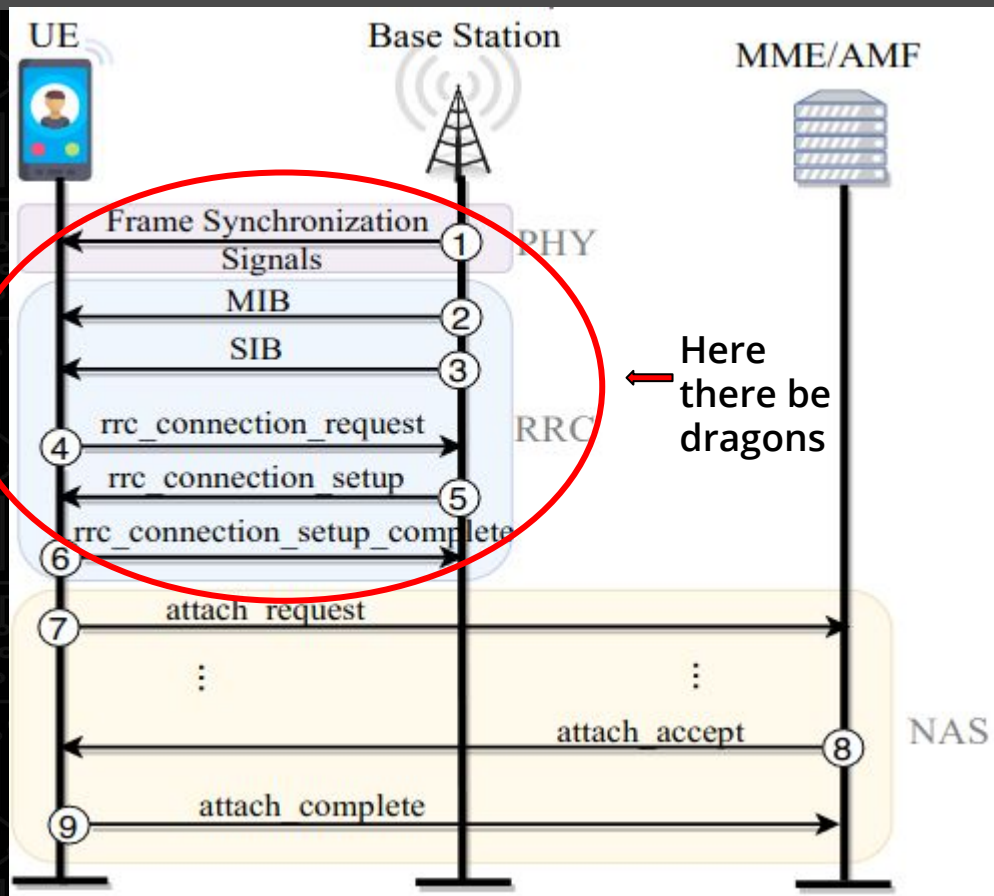 UE
Base Station
MME/AMF
Frame Synchronization
Signals
1
PHY
MIB
2
SIB
3
Here
there be
dragons
rrc_connection_request
4
RRC
rrc_connection_setup
5
rrc_connection_setup_complete
6
attach_request
7
⋮ ⋮
attach_accept
8
NAS
attach_complete
9